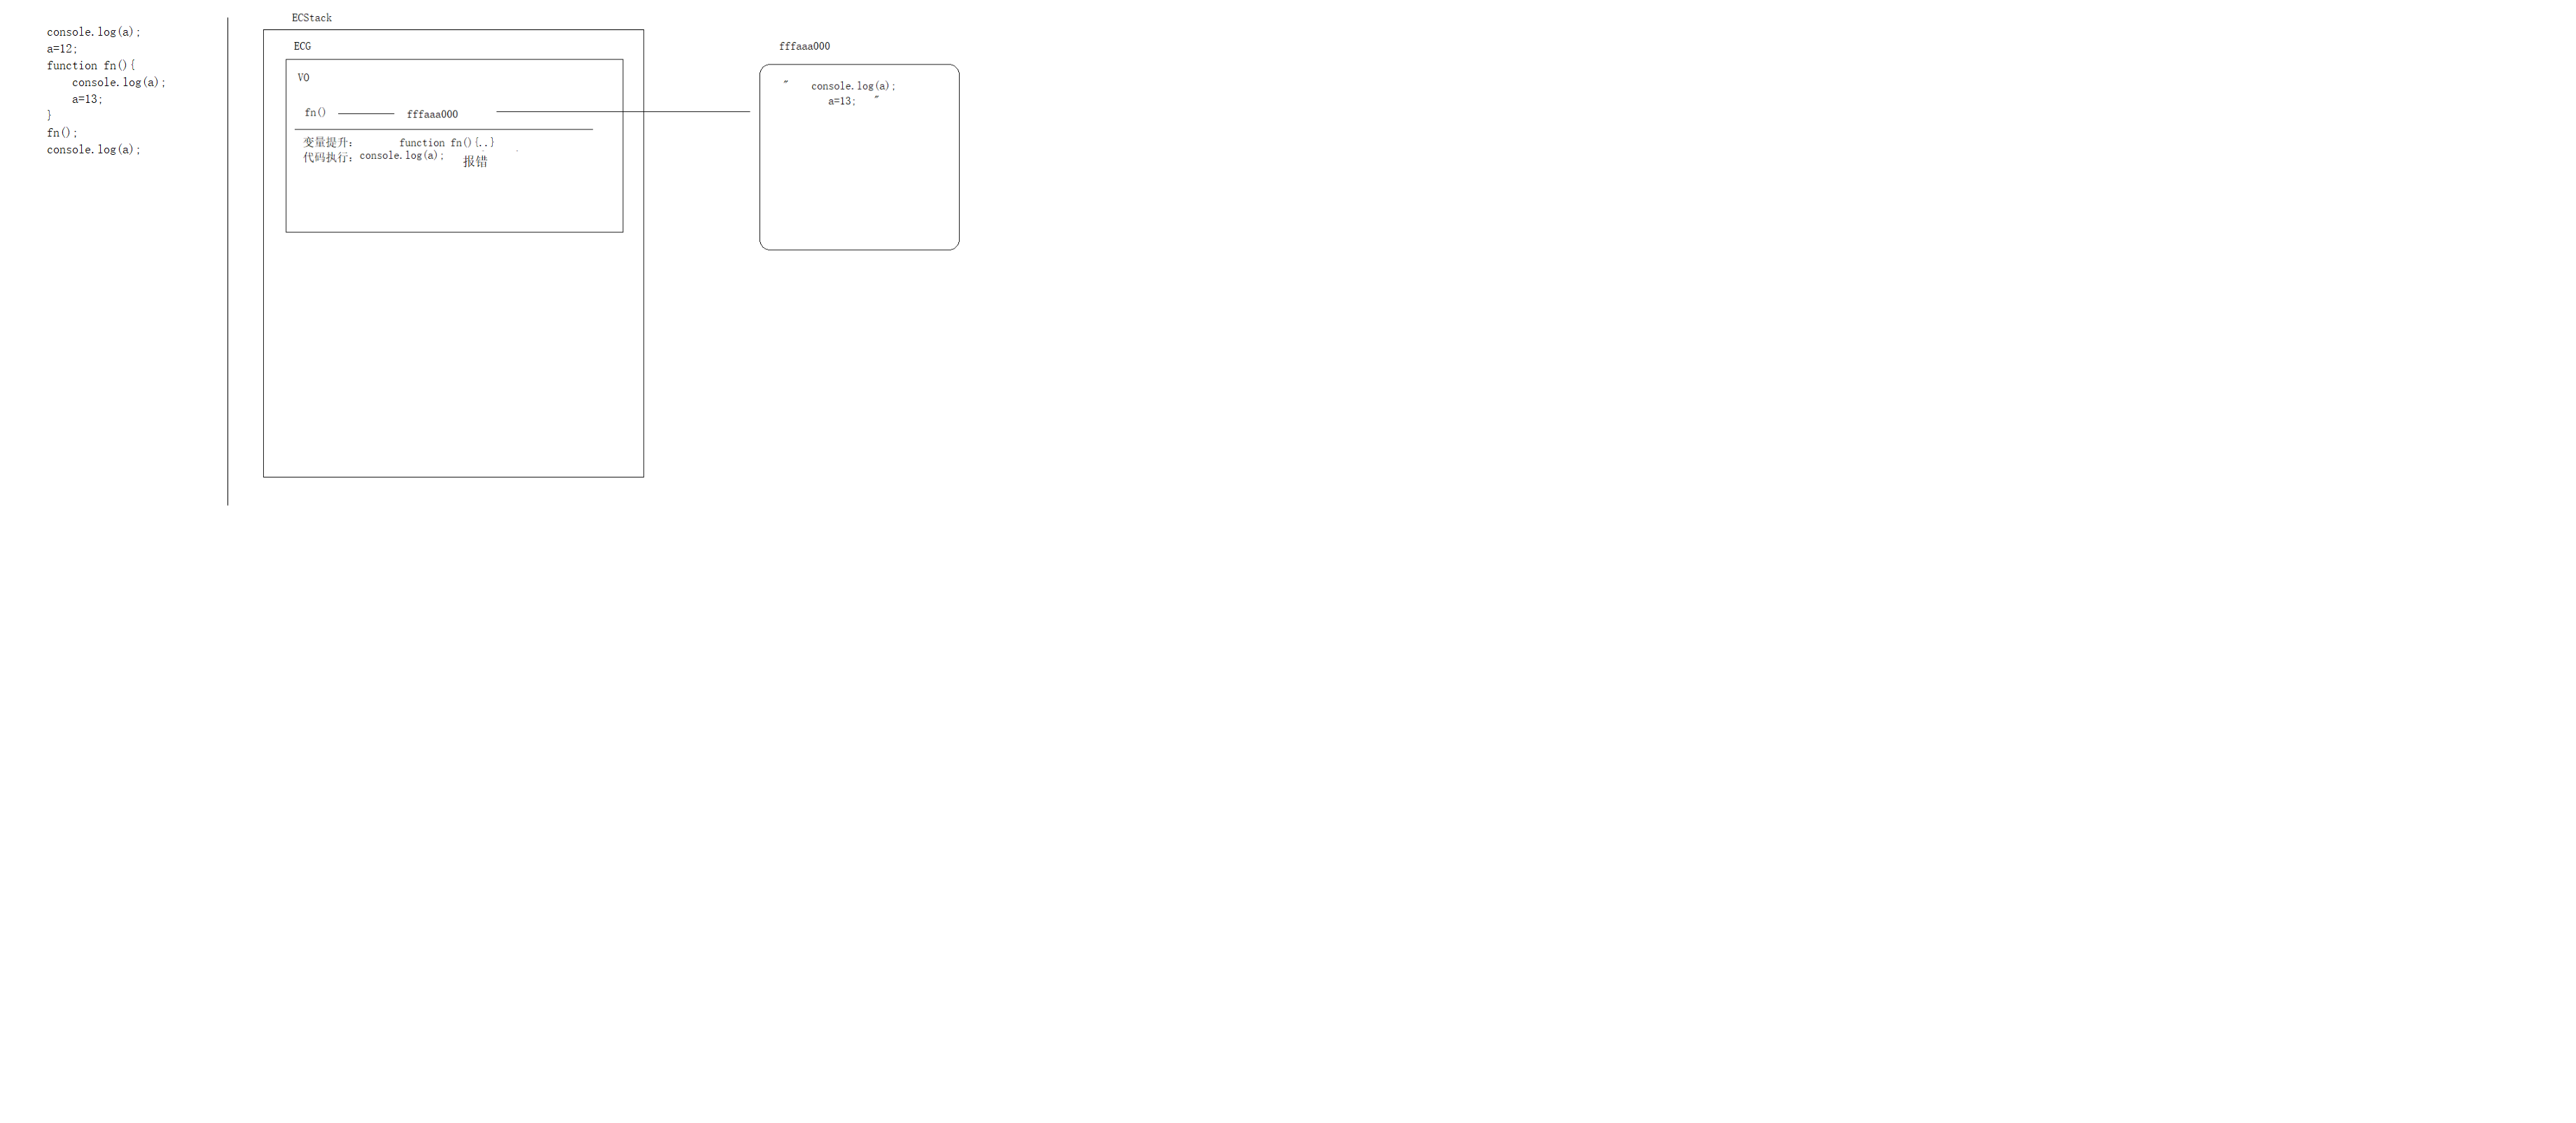 console.log(a);
a=12;
function fn(){
    console.log(a);
    a=13;
}
fn();
console.log(a);
ECStack
ECG
VO
fn()
fffaaa000
变量提升: function fn(){..}
代码执行: console.log(a); 报错
fffaaa000
" console.log(a);
a=13; "